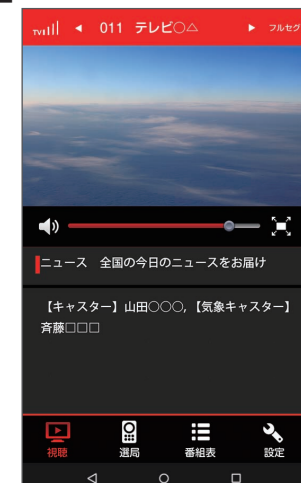 TV
011 テレビ○△
フルセグ
ニュース 全国の今日のニュースをお届け
【キャスター】山田○○○, 【気象キャスター】
斉藤□□□
視聴
選局
番組表
設定